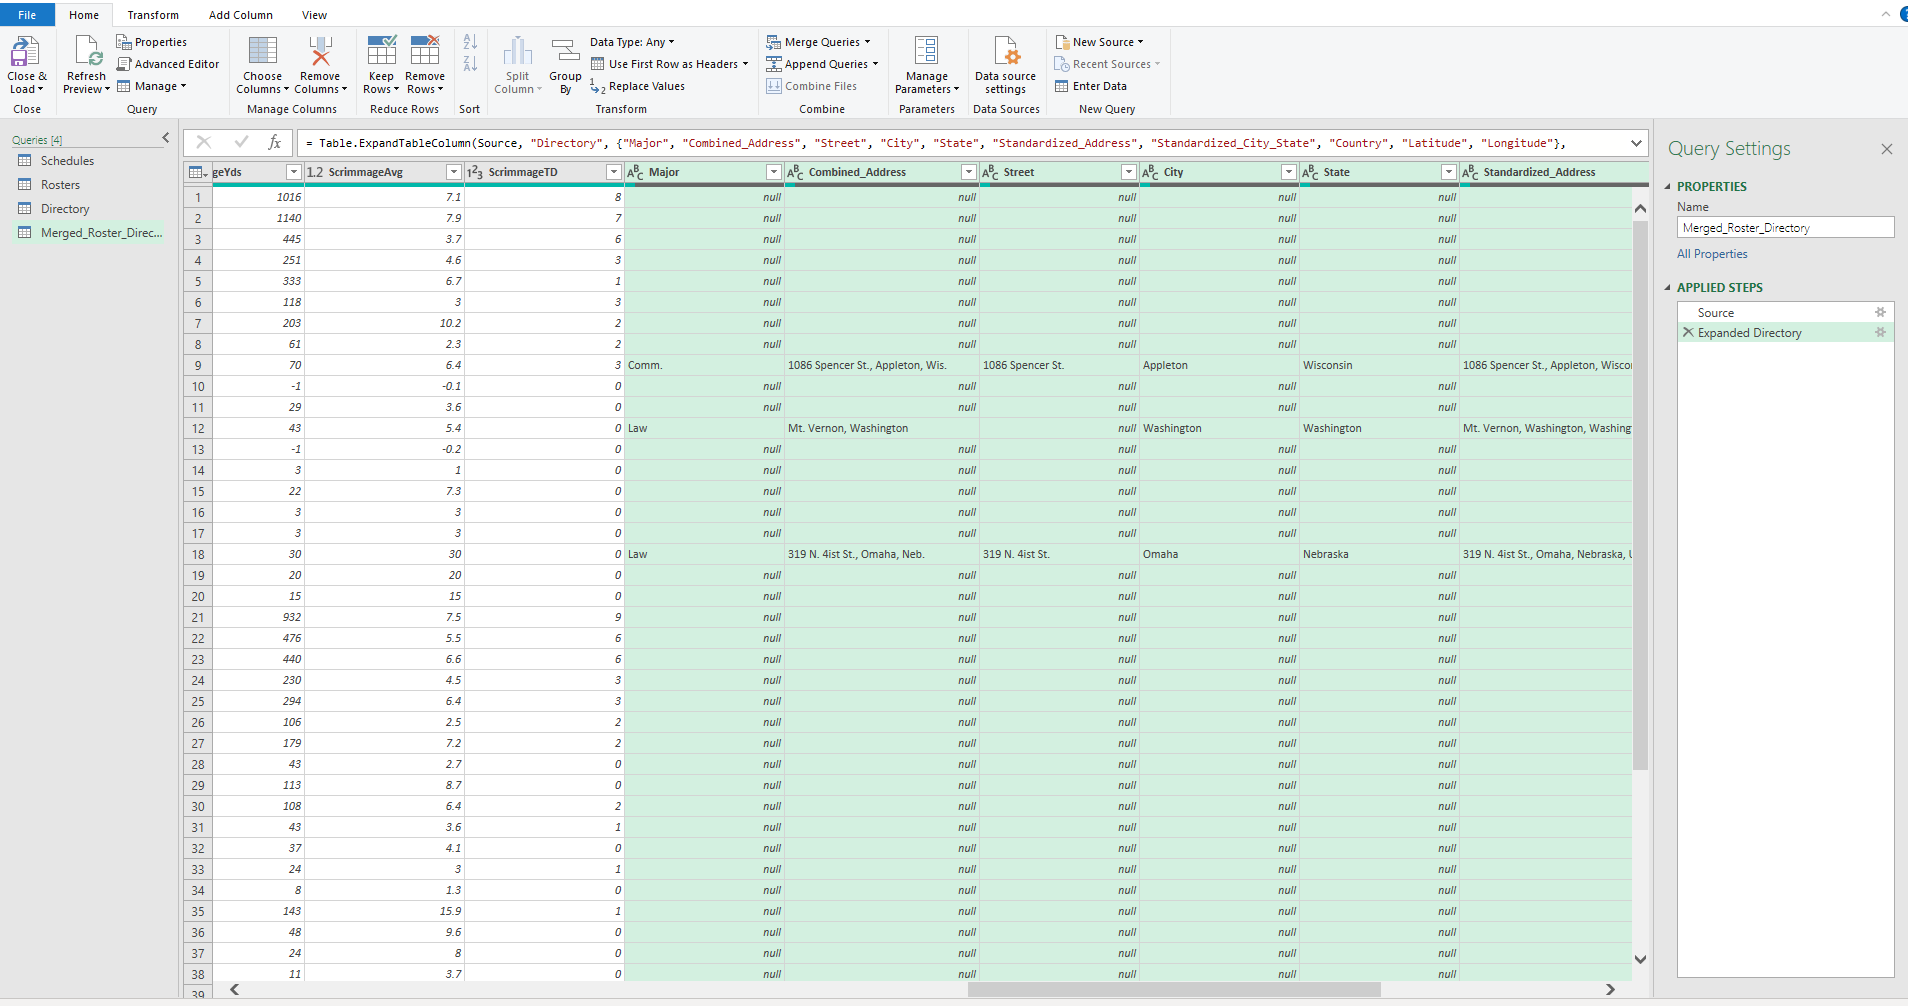 File Home Transform Add Column View
Close & Load Refresh Preview Properties Advanced Editor Manage Choose Columns Remove Columns Keep Rows Remove Rows Split Column Group By Data Type: Any Use First Row as Headers Replace Values Merge Queries Append Queries Combine Files Manage Parameters Data source settings New Source Recent Sources Enter Data
Close Query Manage Columns Reduce Rows Sort Transform Combine Parameters Data Sources New Query
Queries [4]
Schedules
Rosters
Directory
Merged_Roster_Direc...
fx = Table.ExpandTableColumn(Source, "Directory", {"Major", "Combined_Address", "Street", "City", "State", "Standardized_Address", "Standardized_City_State", "Country", "Latitude", "Longitude"},
geYds 1.2 ScrimmageAvg 123 ScrimmageTD ABC Major ABC Combined_Address ABC Street ABC City ABC State ABC Standardized_Address
1 1016 7.1 8 null null null null null
2 1140 7.9 7 null null null null null
3 445 3.7 6 null null null null null
4 251 4.6 3 null null null null null
5 333 6.7 1 null null null null null
6 118 3 3 null null null null null
7 203 10.2 2 null null null null null
8 61 2.3 2 null null null null null
9 70 6.4 3 Comm. 1086 Spencer St., Appleton, Wis. 1086 Spencer St. Appleton Wisconsin 1086 Spencer St., Appleton, Wiscor
10 -1 -0.1 0 null null null null null
11 29 3.6 0 null null null null null
12 43 5.4 0 Law Mt. Vernon, Washington null Washington Washington Mt. Vernon, Washington, Washing
13 -1 -0.2 0 null null null null null
14 3 1 0 null null null null null
15 22 7.3 0 null null null null null
16 3 3 0 null null null null null
17 3 3 0 null null null null null
18 30 30 0 Law 319 N. 4ist St., Omaha, Neb. 319 N. 4ist St. Omaha Nebraska 319 N. 4ist St., Omaha, Nebraska, U
19 20 20 0 null null null null null
20 15 15 0 null null null null null
21 932 7.5 9 null null null null null
22 476 5.5 6 null null null null null
23 440 6.6 6 null null null null null
24 230 4.5 3 null null null null null
25 294 6.4 3 null null null null null
26 106 2.5 2 null null null null null
27 179 7.2 2 null null null null null
28 43 2.7 0 null null null null null
29 113 8.7 0 null null null null null
30 108 6.4 2 null null null null null
31 43 3.6 1 null null null null null
32 37 4.1 0 null null null null null
33 24 3 1 null null null null null
34 8 1.3 0 null null null null null
35 143 15.9 1 null null null null null
36 48 9.6 0 null null null null null
37 24 8 0 null null null null null
38 11 3.7 0 null null null null null
39
Query Settings
PROPERTIES
Name
Merged_Roster_Directory
All Properties
APPLIED STEPS
Source
Expanded Directory